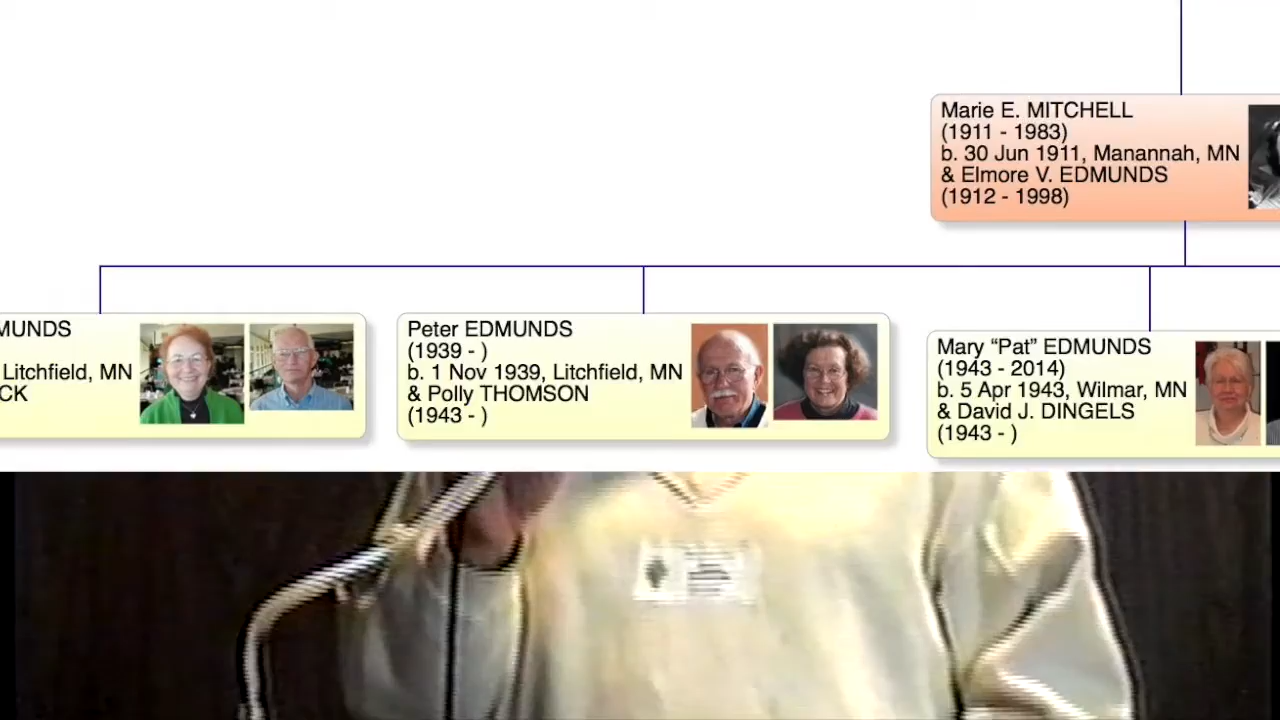 Marie E. MITCHELL
(1911 - 1983)
b. 30 Jun 1911, Manannah, MN
& Elmore V. EDMUNDS
(1912 - 1998)
MUNDS
Litchfield, MN
CK
Peter EDMUNDS
(1939 - )
b. 1 Nov 1939, Litchfield, MN
& Polly THOMSON
(1943 - )
Mary “Pat” EDMUNDS
(1943 - 2014)
b. 5 Apr 1943, Wilmar, MN
& David J. DINGELS
(1943 - )